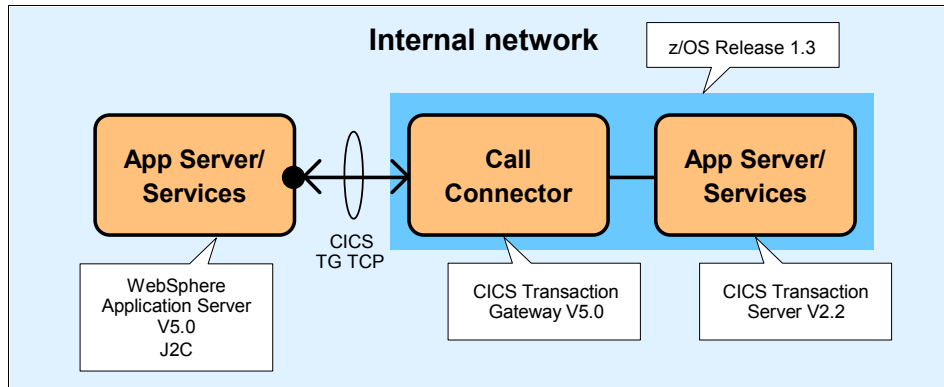 Internal network
z/OS Release 1.3
App Server/
Services
Call
Connector
App Server/
Services
CICS
TG TCP
WebSphere
Application Server
V5.0
J2C
CICS Transaction
Gateway V5.0
CICS Transaction
Server V2.2